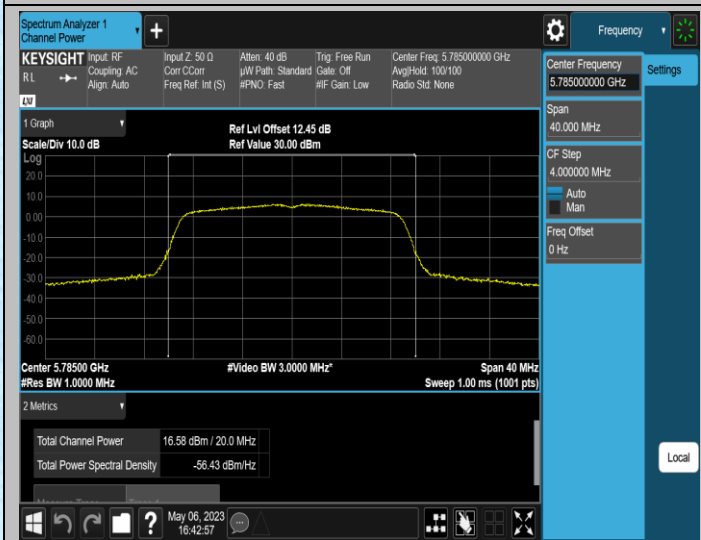 Spectrum Analyzer 1
Channel Power
Frequency
KEYSIGHT
RL
LXI
Input: RF
Coupling: AC
Align: Auto
Input Z: 50 Ω
Corr CCorr
Freq Ref: Int (S)
Atten: 40 dB
µW Path: Standard
#PNO: Fast
Trig: Free Run
Gate: Off
#IF Gain: Low
Center Freq: 5.785000000 GHz
Avg|Hold: 100/100
Radio Std: None
Center Frequency
5.785000000 GHz
Settings
Span
40.000 MHz
CF Step
4.000000 MHz
Auto
Man
Freq Offset
0 Hz
1 Graph
Scale/Div 10.0 dB
Ref Lvl Offset 12.45 dB
Ref Value 30.00 dBm
Log
20.0
10.0
0.00
-10.0
-20.0
-30.0
-40.0
-50.0
-60.0
Center 5.78500 GHz
#Video BW 3.0000 MHz*
Span 40 MHz
#Res BW 1.0000 MHz
Sweep 1.00 ms (1001 pts)
2 Metrics
Total Channel Power 16.58 dBm / 20.0 MHz
Total Power Spectral Density -56.43 dBm/Hz
Local
May 06, 2023
16:42:57